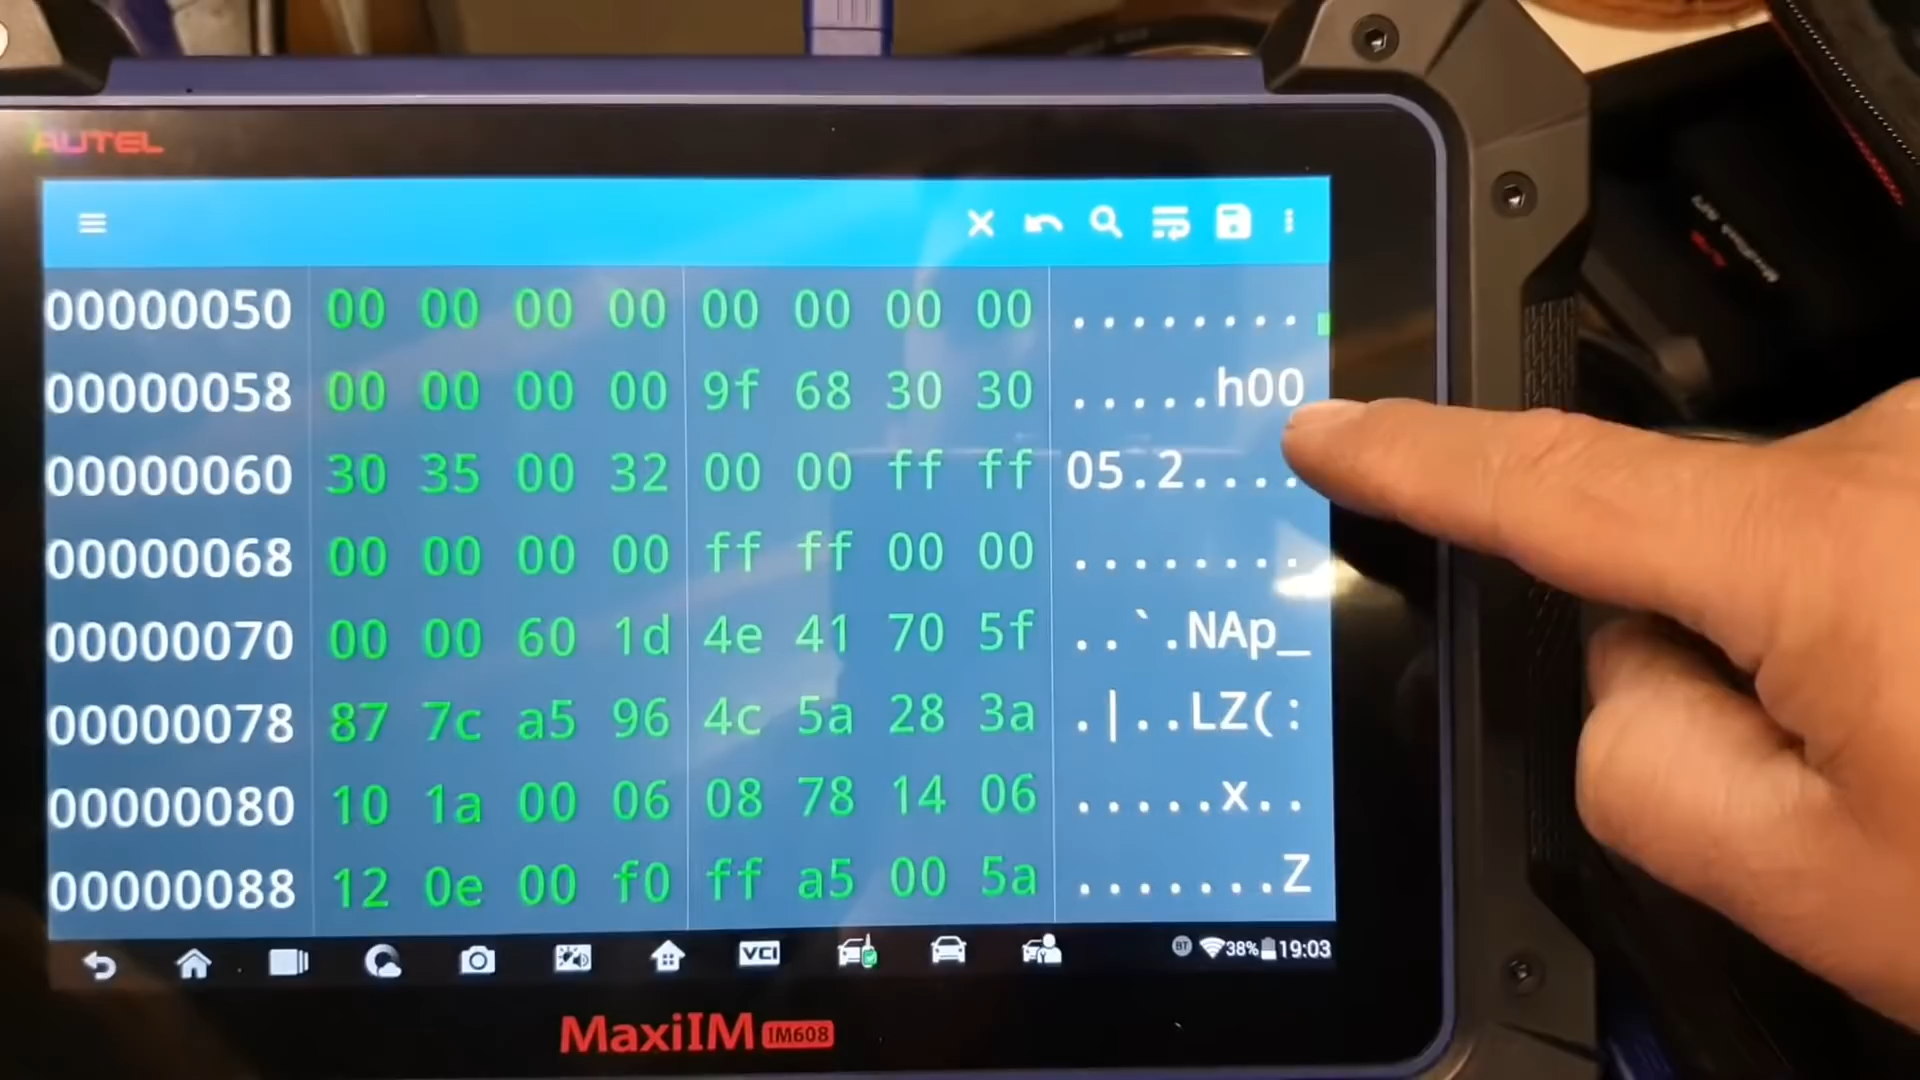 AUTEL
00000050 00 00 00 00 00 00 00 00 ........
00000058 00 00 00 00 9f 68 30 30 .....h00
00000060 30 35 00 32 00 00 ff ff 05.2....
00000068 00 00 00 00 ff ff 00 00 ........
00000070 00 00 60 1d 4e 41 70 5f ..`.NAp_
00000078 87 7c a5 96 4c 5a 28 3a .|..LZ(:
00000080 10 1a 00 06 08 78 14 06 .....x..
00000088 12 0e 00 f0 ff a5 00 5a .......Z
VCI BT 38% 19:03
MaxiIM IM608